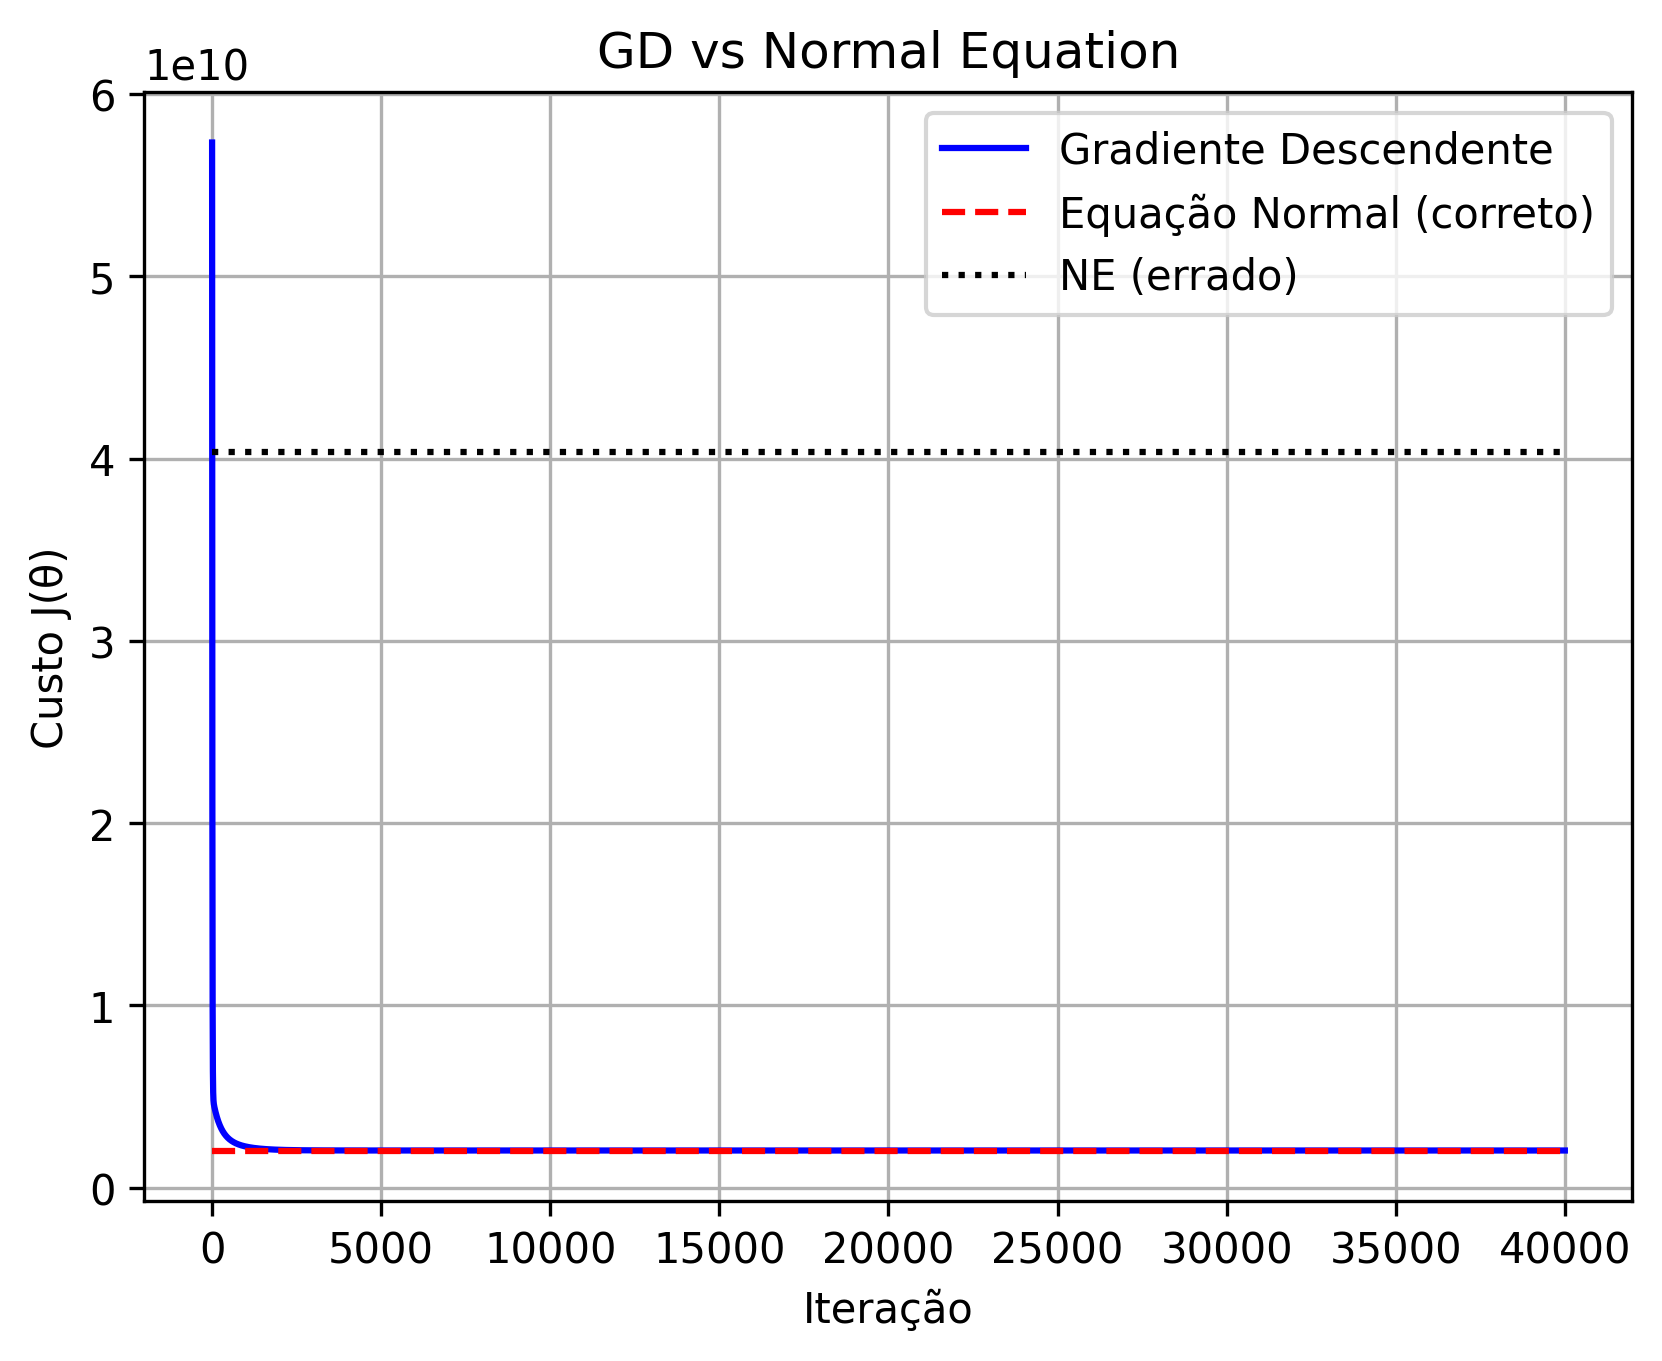 GD vs Normal Equation
1e10
6
5
4
3
2
1
0
Custo J(θ)
Gradiente Descendente
Equação Normal (correto)
NE (errado)
0 5000 10000 15000 20000 25000 30000 35000 40000
Iteração